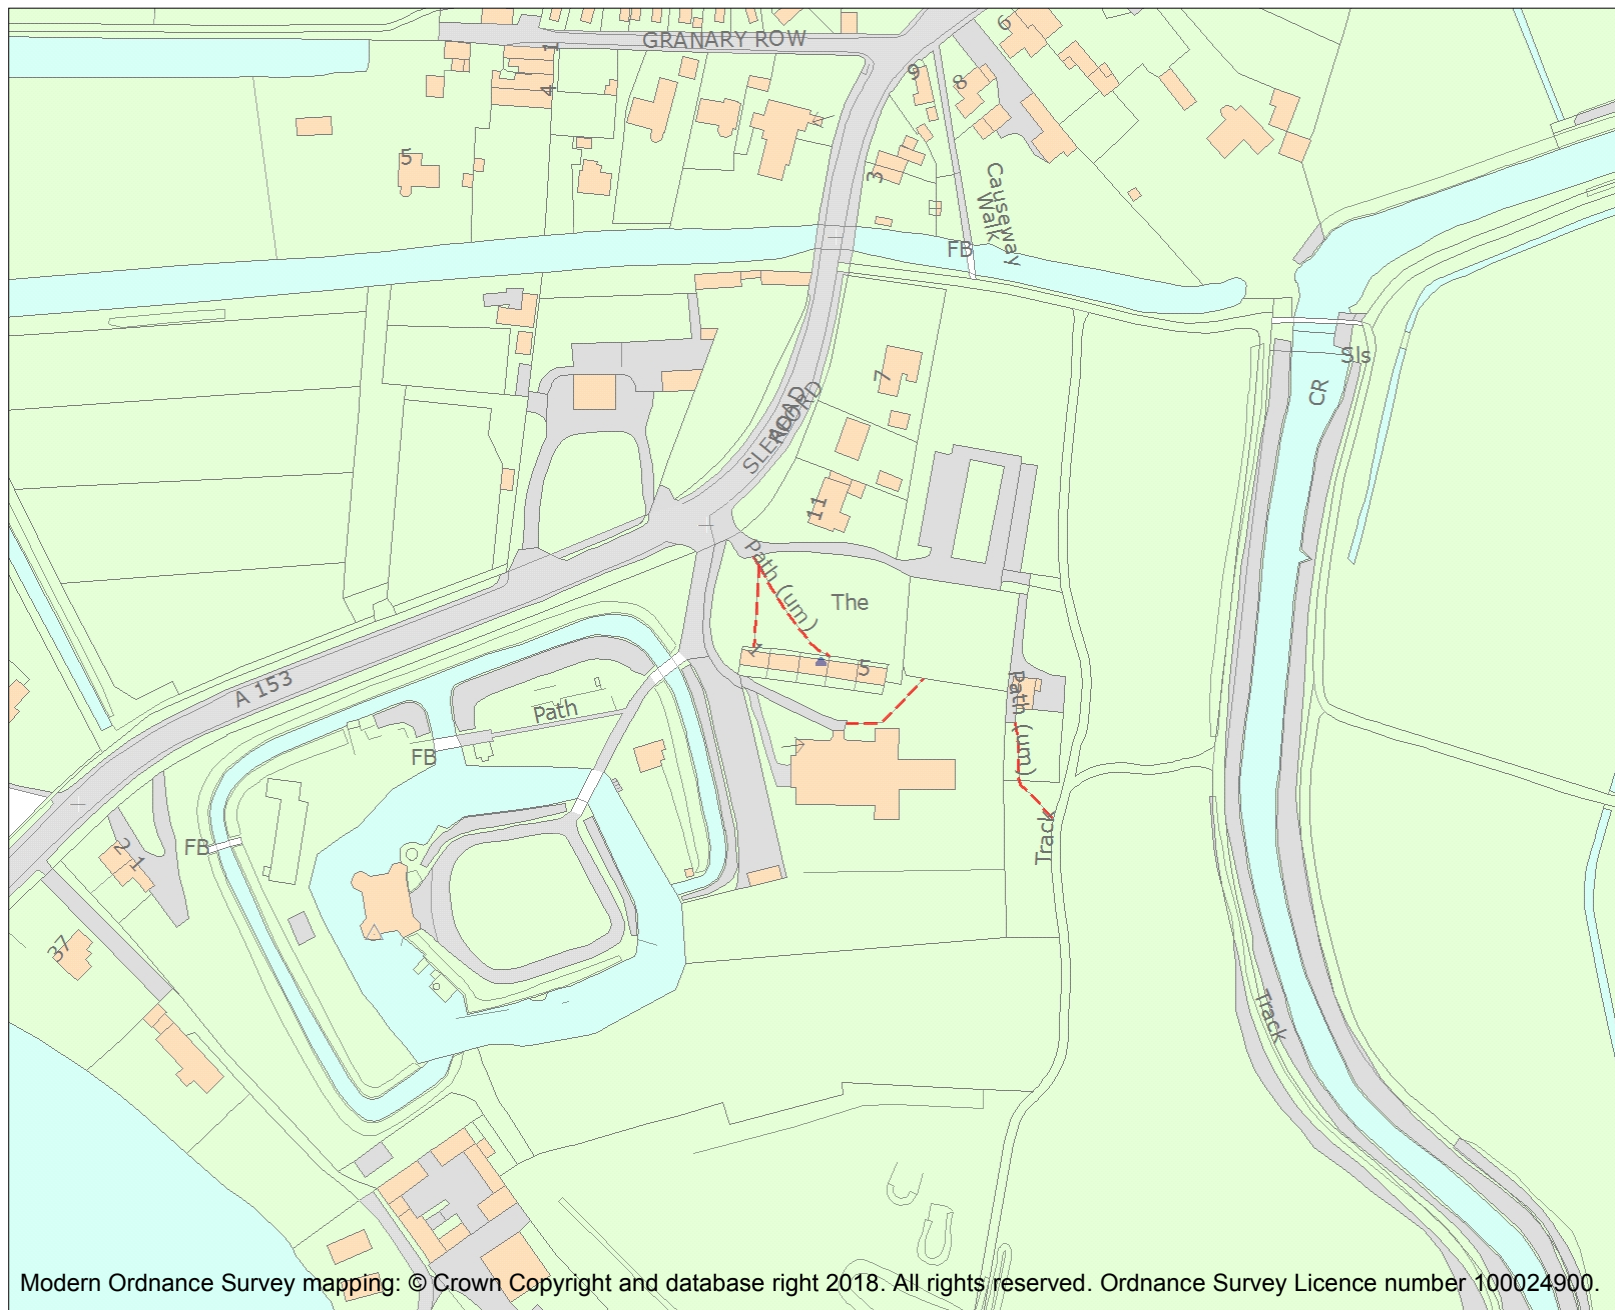 GRANARY ROW
1
4
6
9
8
5
3
Causeway
Walk
FB
Sls
CR
7
SLEAFORD
ROAD
11
Path (um)
The
1
5
A 153
Path
Path (um)
FB
FB
2
1
Track
37
Track
Modern Ordnance Survey mapping: © Crown Copyright and database right 2018. All rights reserved. Ordnance Survey Licence number 100024900.